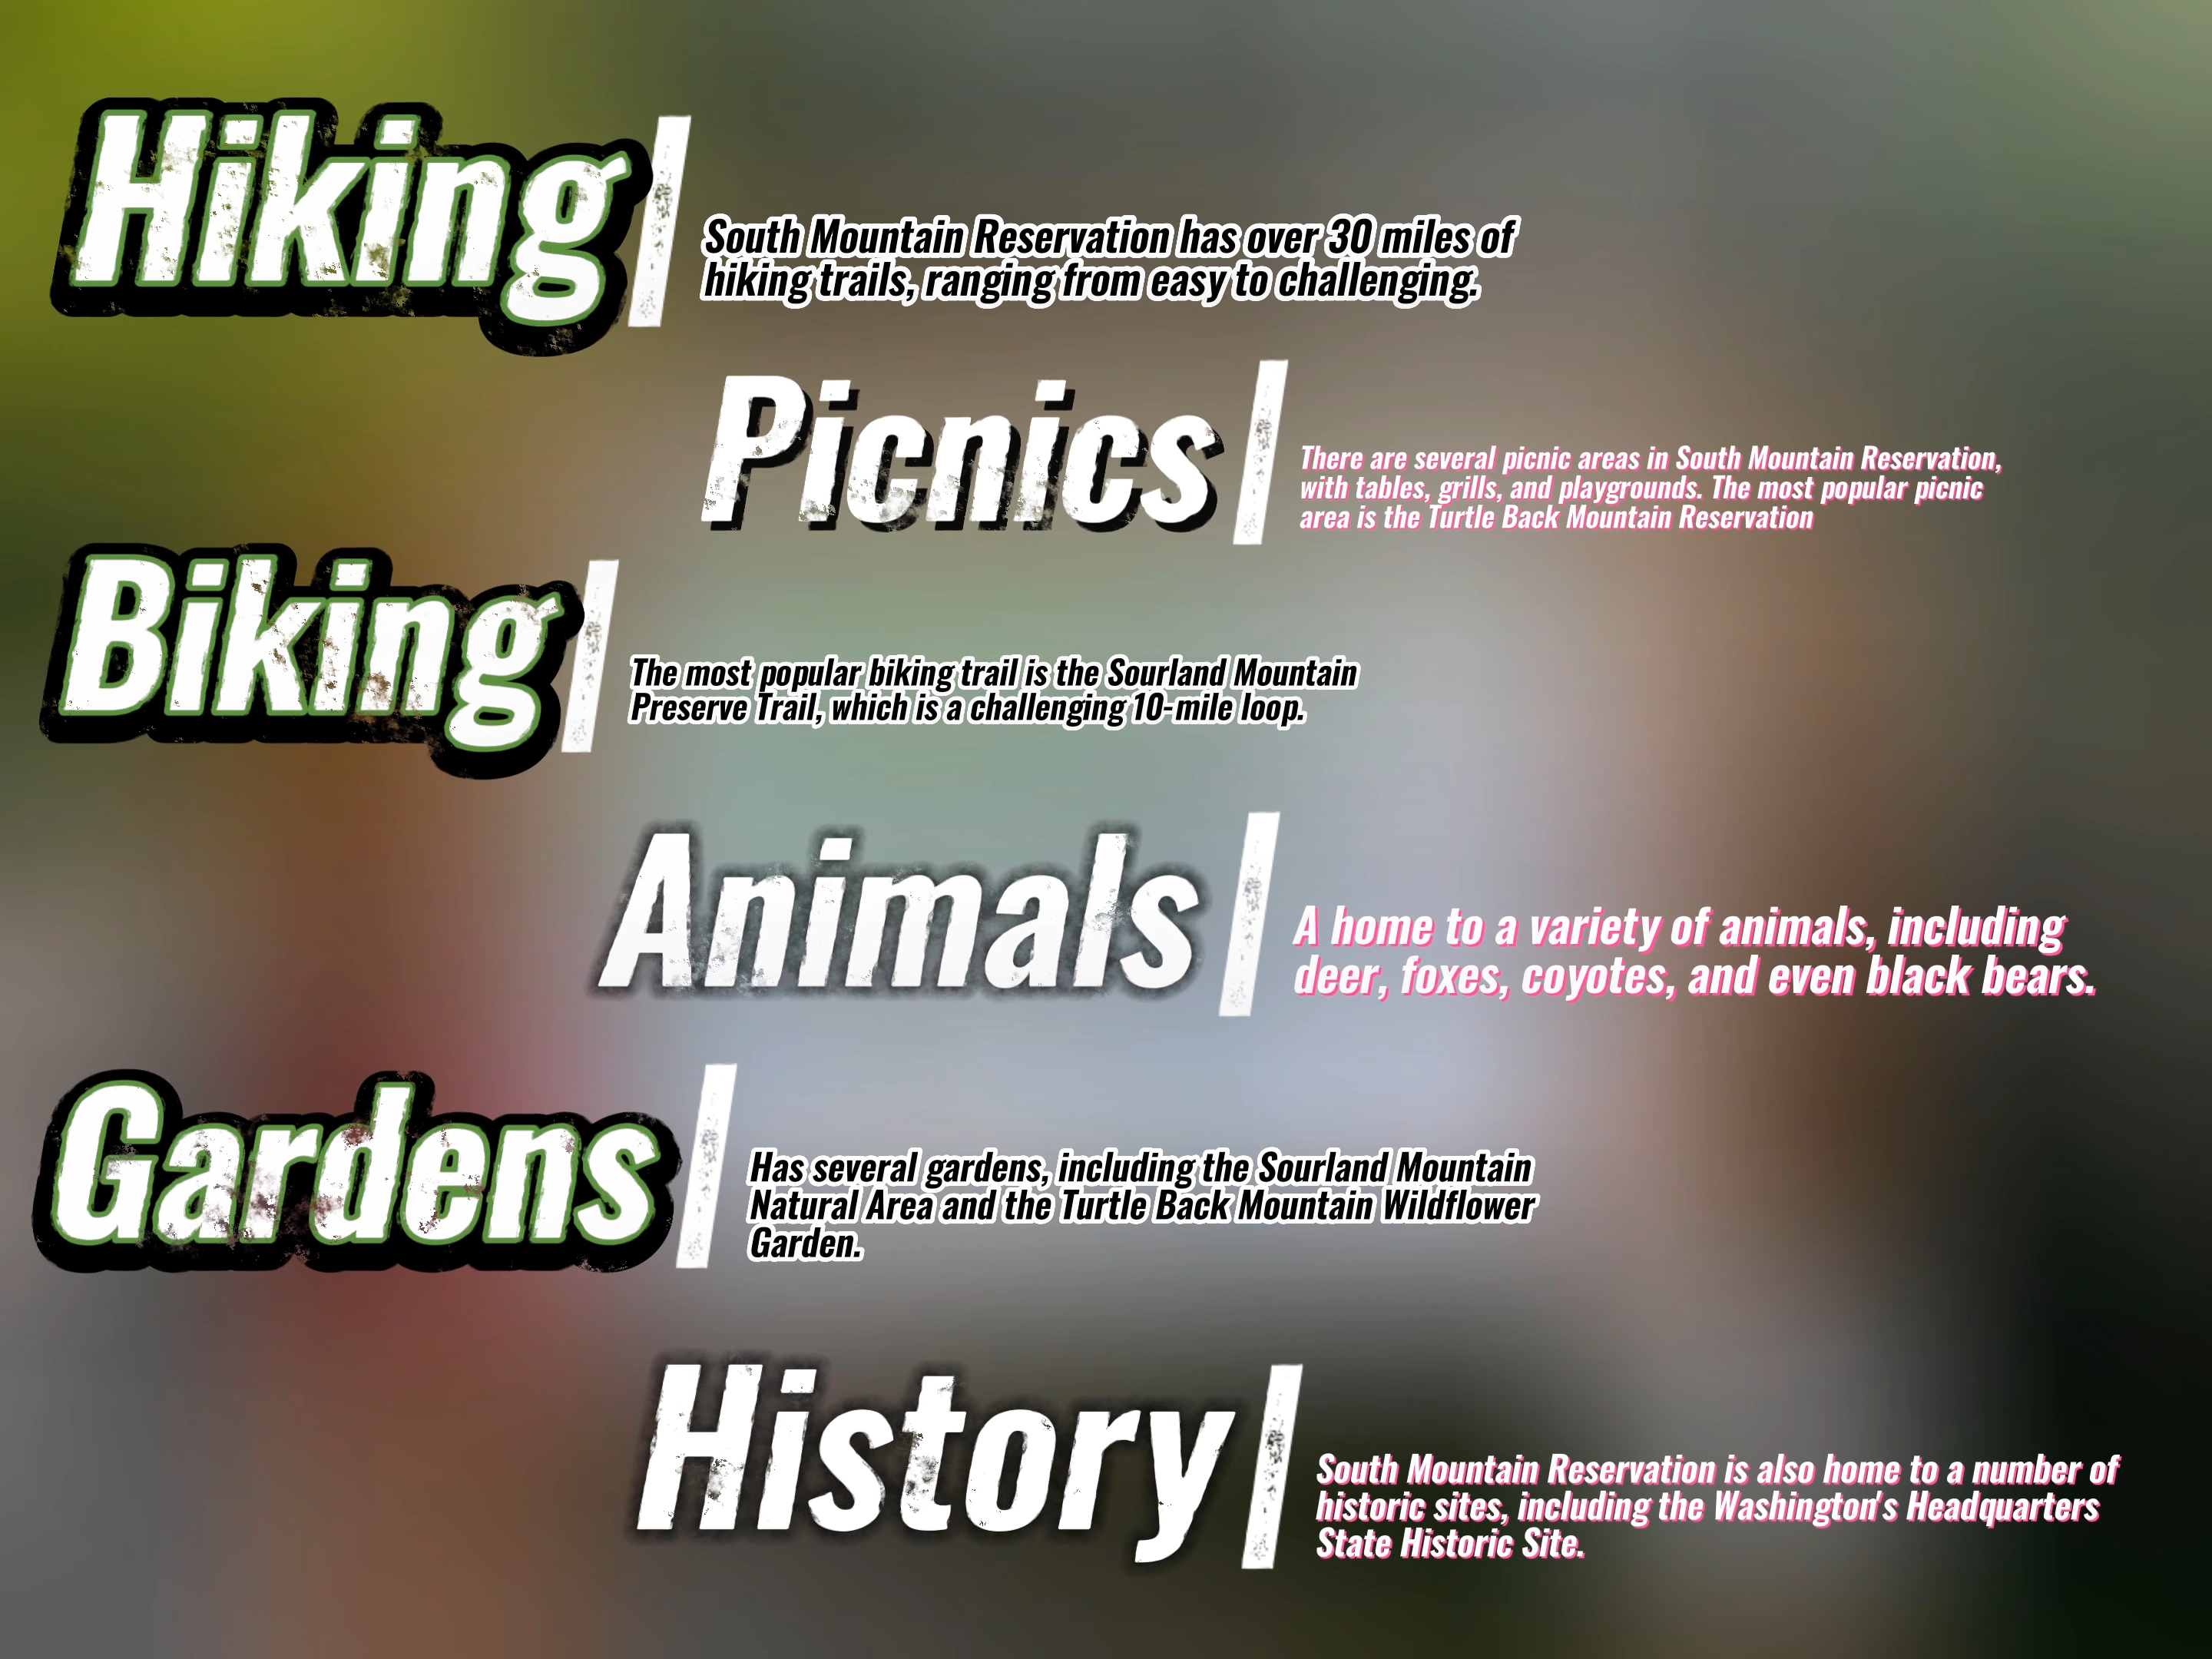 Hiking
South Mountain Reservation has over 30 miles of
hiking trails, ranging from easy to challenging.
Picnics
There are several picnic areas in South Mountain Reservation,
with tables, grills, and playgrounds. The most popular picnic
area is the Turtle Back Mountain Reservation
Biking
The most popular biking trail is the Sourland Mountain
Preserve Trail, which is a challenging 10-mile loop.
Animals
A home to a variety of animals, including
deer, foxes, coyotes, and even black bears.
Gardens
Has several gardens, including the Sourland Mountain
Natural Area and the Turtle Back Mountain Wildflower
Garden.
History
South Mountain Reservation is also home to a number of
historic sites, including the Washington's Headquarters
State Historic Site.